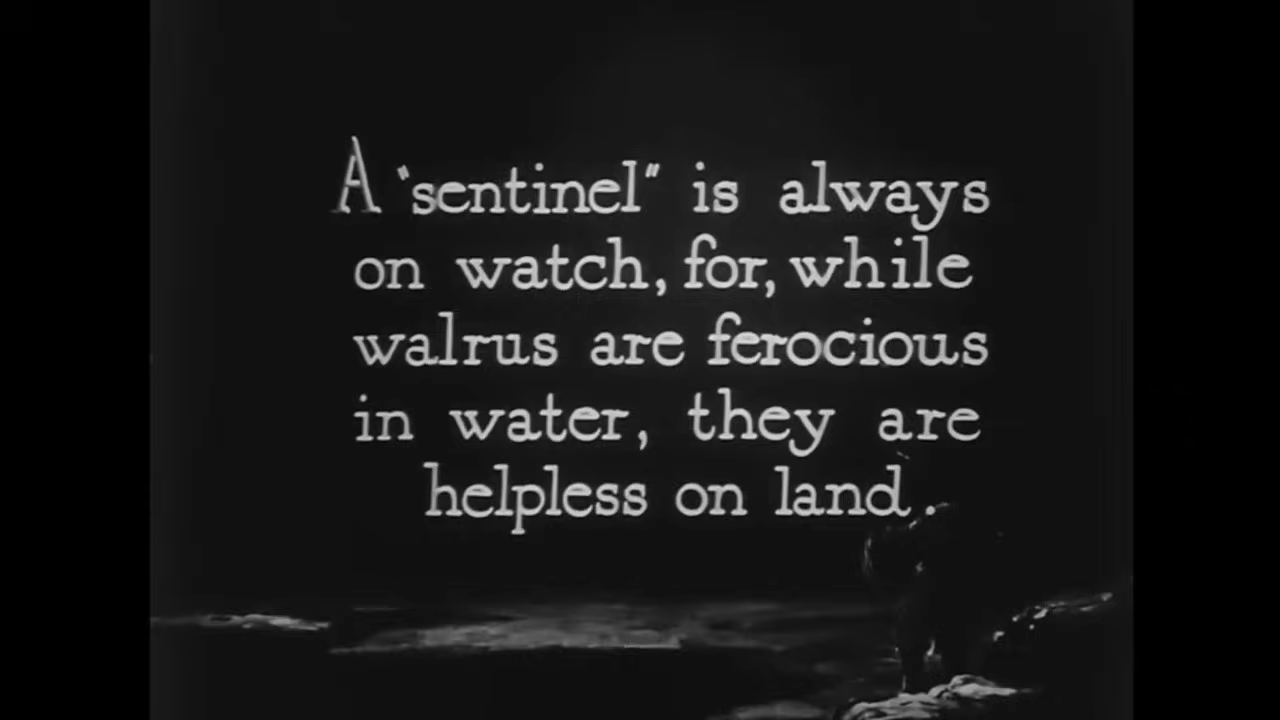 A "sentinel" is always
on watch, for, while
walrus are ferocious
in water, they are
helpless on land.